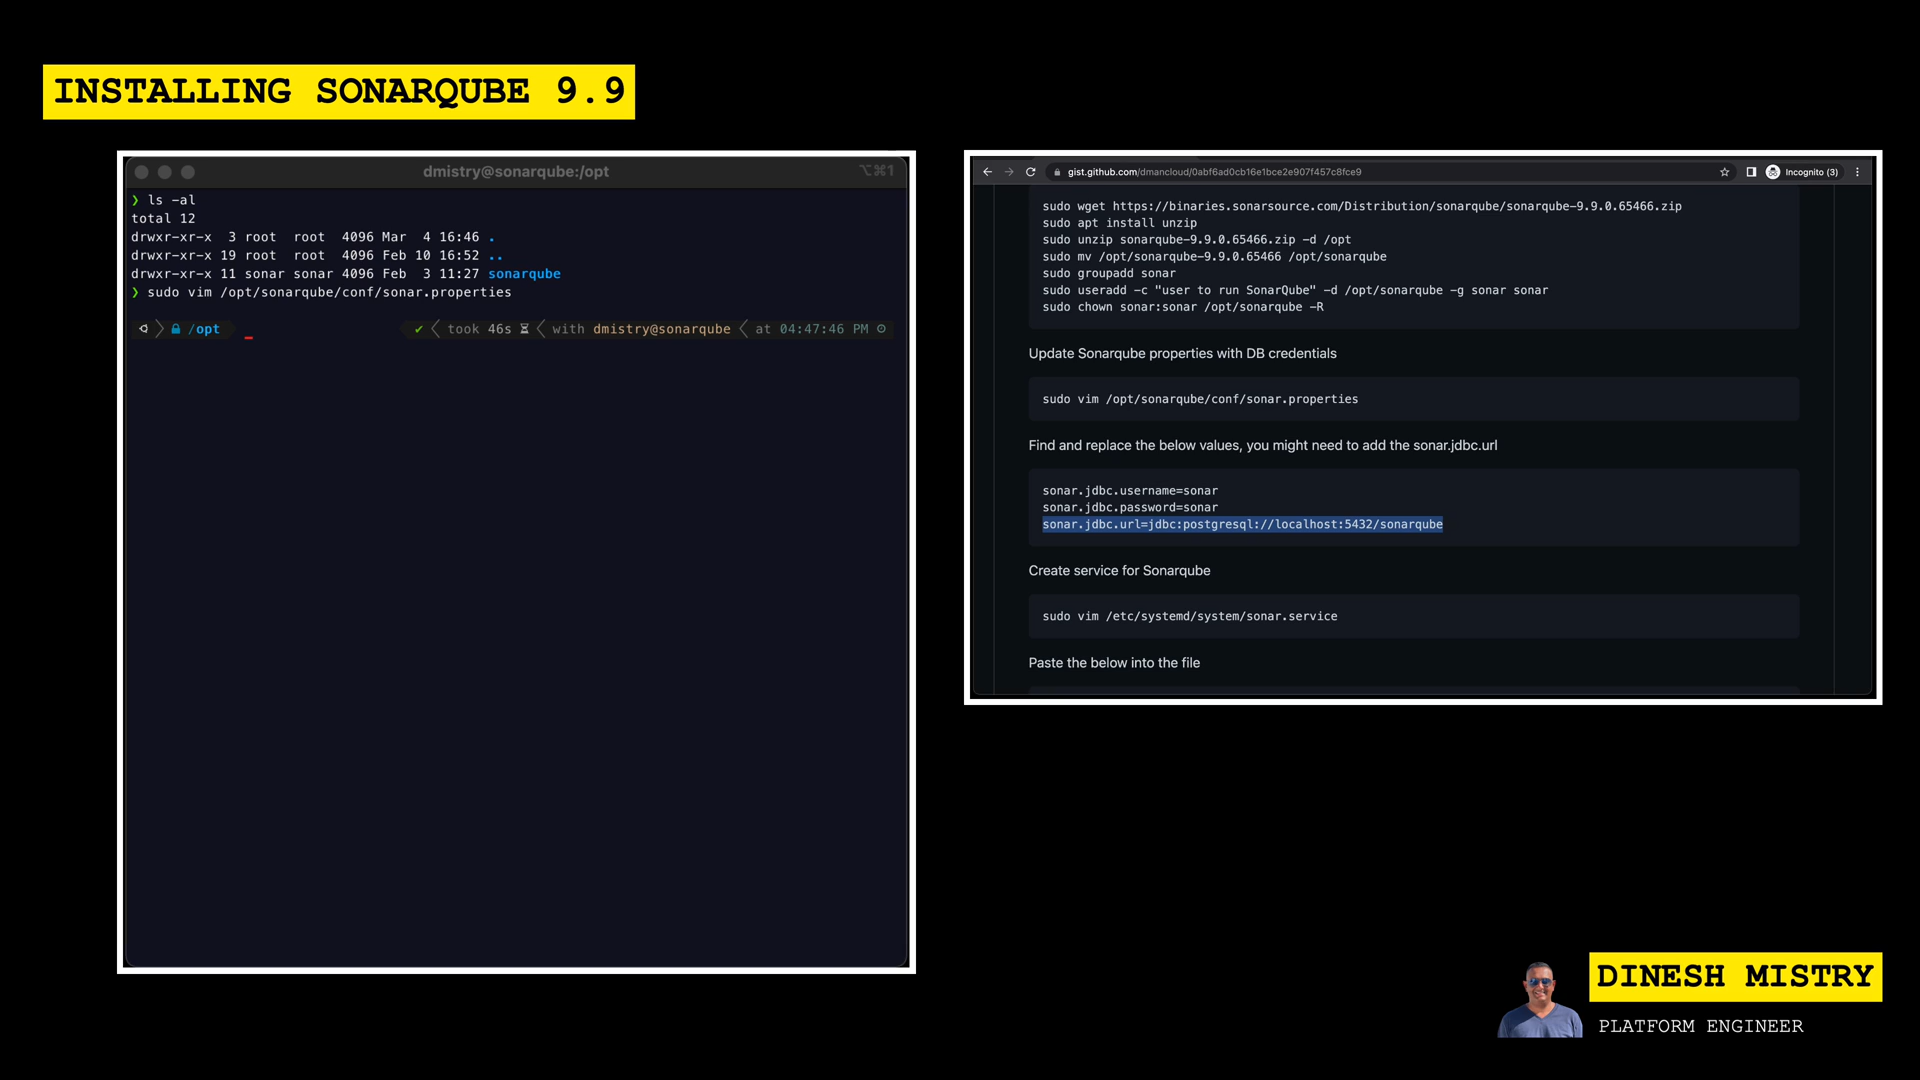 INSTALLING SONARQUBE 9.9
dmistry@sonarqube:/opt
⌥⌘1
❯ ls -al
total 12
drwxr-xr-x  3 root  root  4096 Mar  4 16:46 .
drwxr-xr-x 19 root  root  4096 Feb 10 16:52 ..
drwxr-xr-x 11 sonar sonar 4096 Feb  3 11:27 sonarqube
❯ sudo vim /opt/sonarqube/conf/sonar.properties
/opt
✔ took 46s with dmistry@sonarqube at 04:47:46 PM
gist.github.com/dmancloud/0abf6ad0cb16e1bce2e907f457c8fce9
Incognito (3)
sudo wget https://binaries.sonarsource.com/Distribution/sonarqube/sonarqube-9.9.0.65466.zip
sudo apt install unzip
sudo unzip sonarqube-9.9.0.65466.zip -d /opt
sudo mv /opt/sonarqube-9.9.0.65466 /opt/sonarqube
sudo groupadd sonar
sudo useradd -c "user to run SonarQube" -d /opt/sonarqube -g sonar sonar
sudo chown sonar:sonar /opt/sonarqube -R
Update Sonarqube properties with DB credentials
sudo vim /opt/sonarqube/conf/sonar.properties
Find and replace the below values, you might need to add the sonar.jdbc.url
sonar.jdbc.username=sonar
sonar.jdbc.password=sonar
sonar.jdbc.url=jdbc:postgresql://localhost:5432/sonarqube
Create service for Sonarqube
sudo vim /etc/systemd/system/sonar.service
Paste the below into the file
DINESH MISTRY
PLATFORM ENGINEER